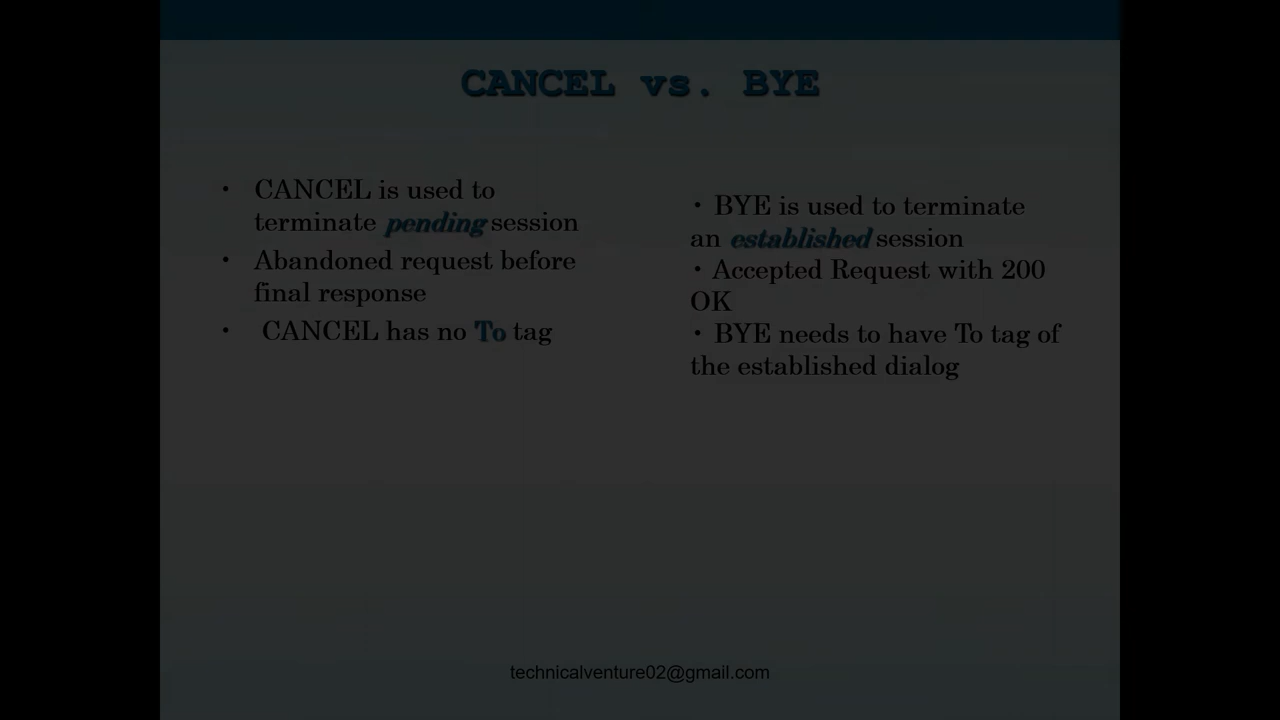 CANCEL vs. BYE
• CANCEL is used to
terminate pending session
• Abandoned request before
final response
• CANCEL has no To tag
• BYE is used to terminate
an established session
• Accepted Request with 200
OK
• BYE needs to have To tag of
the established dialog
technicalventure02@gmail.com